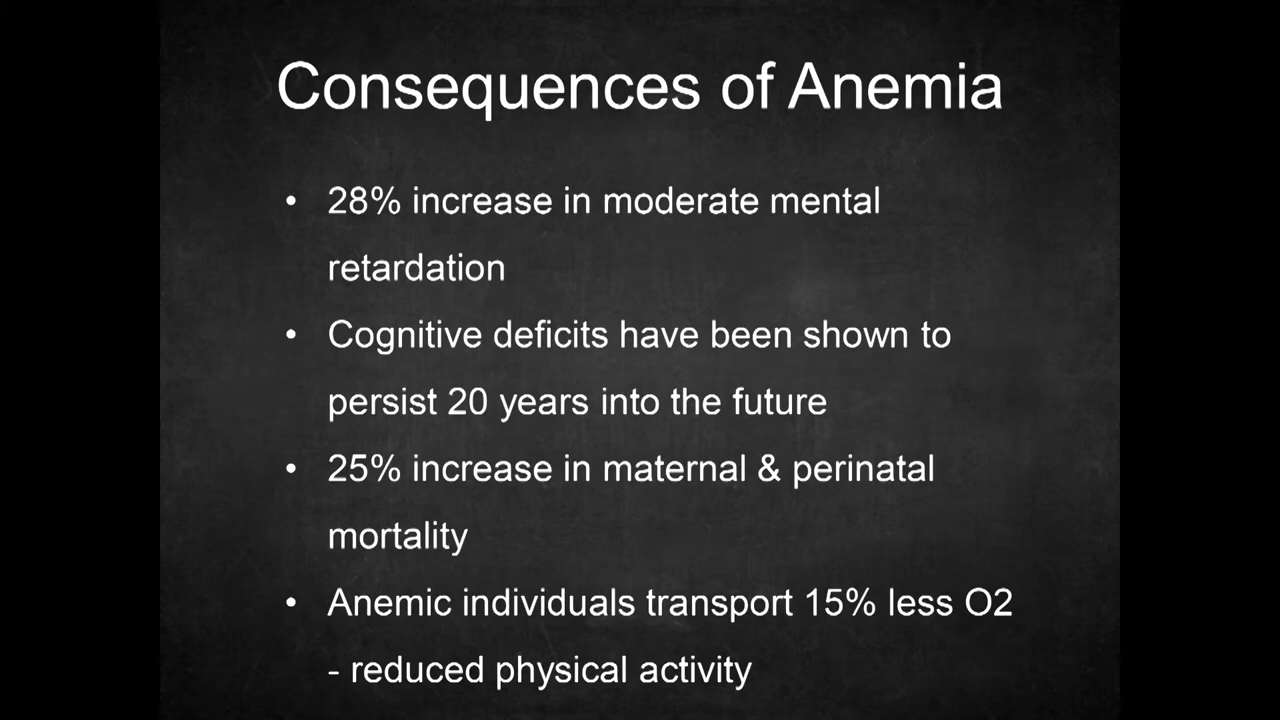 Consequences of Anemia
• 28% increase in moderate mental
retardation
• Cognitive deficits have been shown to
persist 20 years into the future
• 25% increase in maternal & perinatal
mortality
• Anemic individuals transport 15% less O2
- reduced physical activity